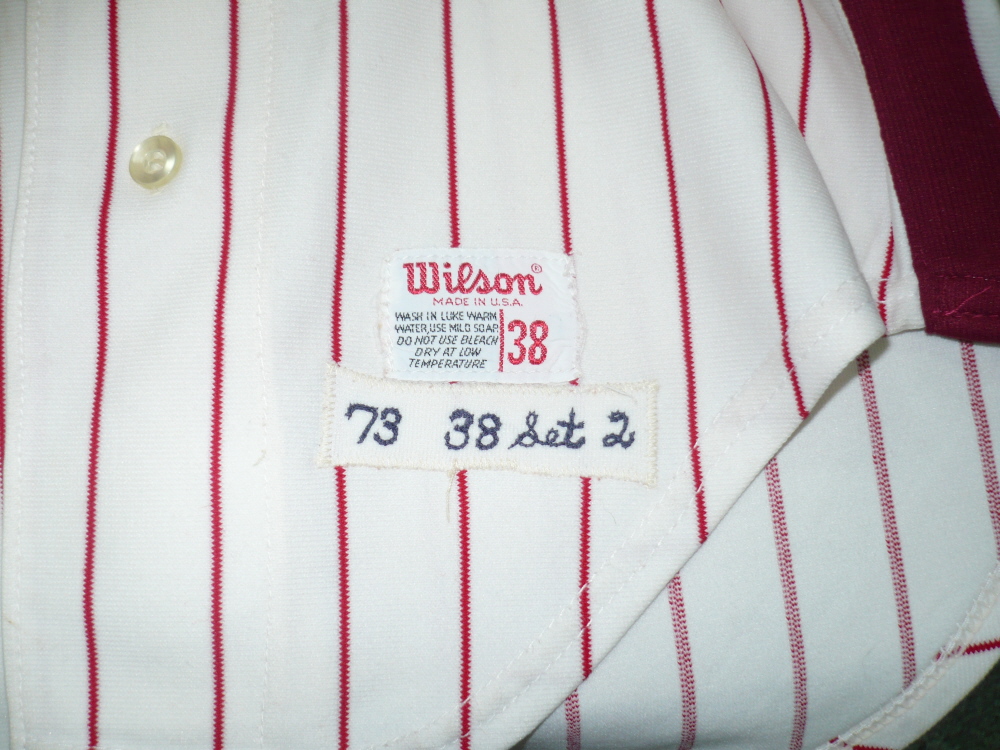 Wilson®
MADE IN U.S.A.
WASH IN LUKE WARM
WATER, USE MILD SOAP
DO NOT USE BLEACH
DRY AT LOW
TEMPERATURE
38
73 38 Set 2